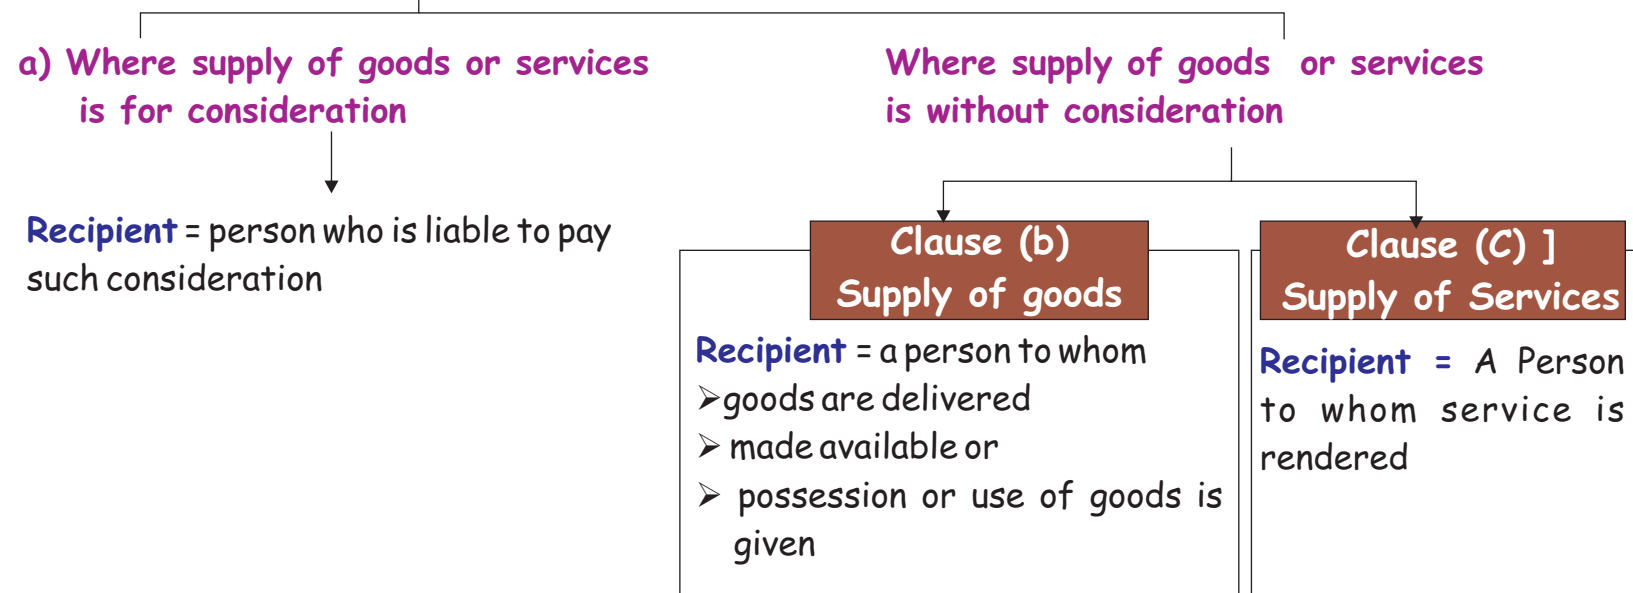 a) Where supply of goods or services
is for consideration
Recipient = person who is liable to pay
such consideration
Where supply of goods or services
is without consideration
Clause (b)
Supply of goods
Recipient = a person to whom
➢goods are delivered
➢ made available or
➢ possession or use of goods is
given
Clause (C) ]
Supply of Services
Recipient = A Person
to whom service is
rendered